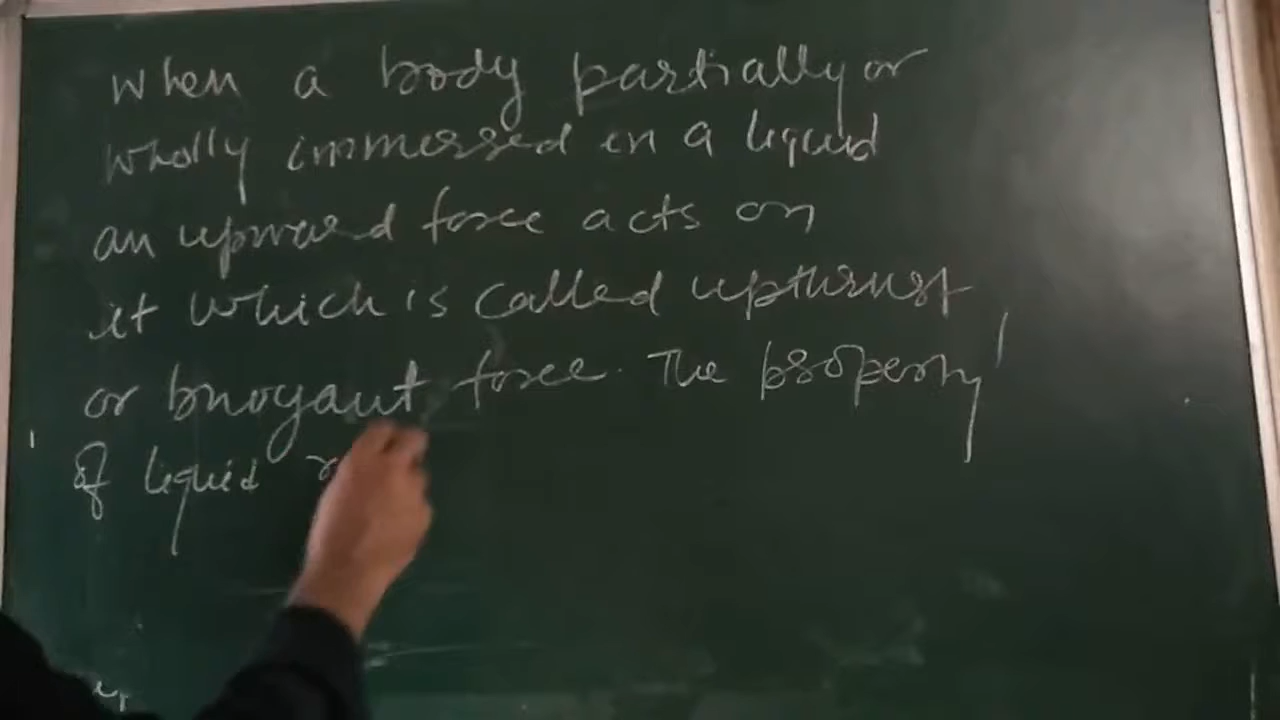 When a body partially or
wholly immersed in a liquid
an upward force acts on
it which is called upthrust
or buoyant force. The property
of liquid